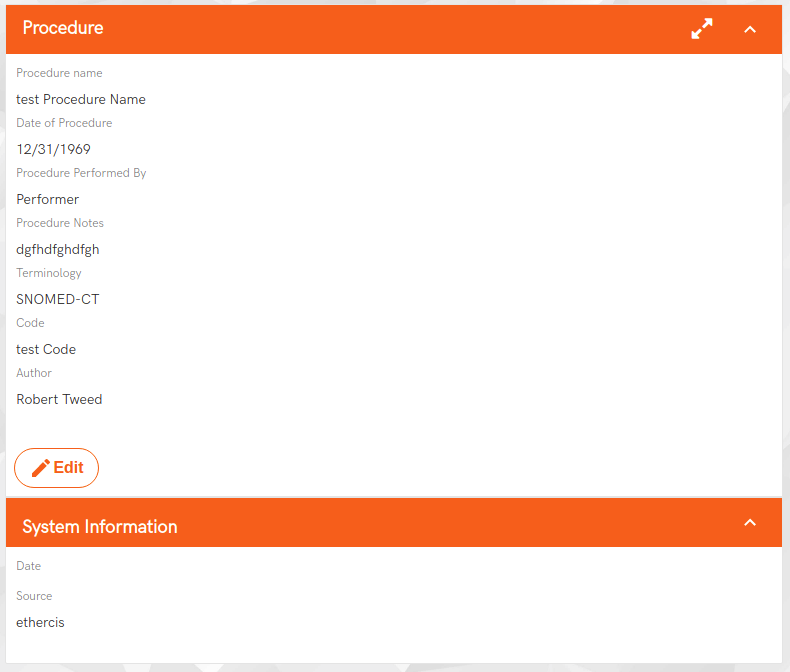 Procedure
Procedure name
test Procedure Name
Date of Procedure
12/31/1969
Procedure Performed By
Performer
Procedure Notes
dgfhdfghdfgh
Terminology
SNOMED-CT
Code
test Code
Author
Robert Tweed
Edit
System Information
Date
Source
ethercis